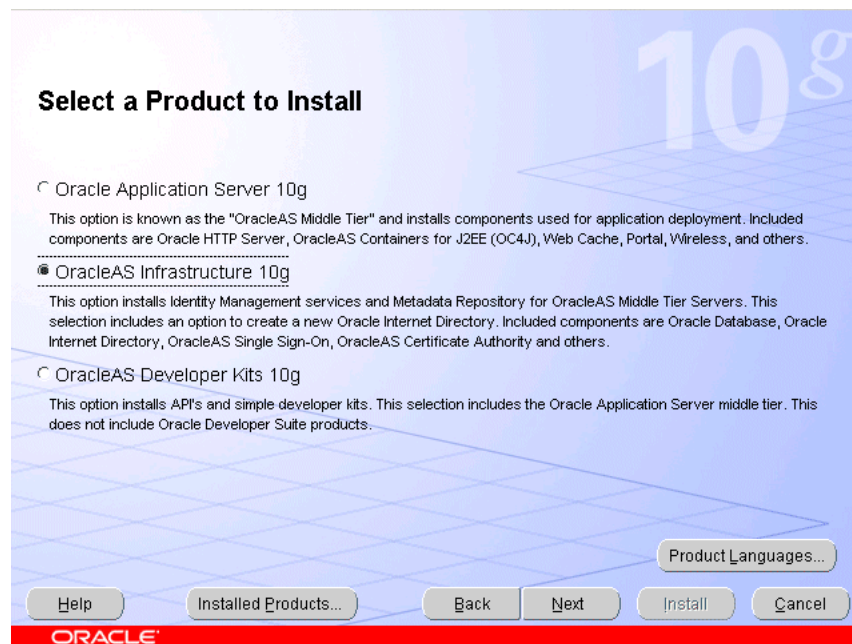 10g
Select a Product to Install
Oracle Application Server 10g
This option is known as the "OracleAS Middle Tier" and installs components used for application deployment. Included
components are Oracle HTTP Server, OracleAS Containers for J2EE (OC4J), Web Cache, Portal, Wireless, and others.
OracleAS Infrastructure 10g
This option installs Identity Management services and Metadata Repository for OracleAS Middle Tier Servers. This
selection includes an option to create a new Oracle Internet Directory. Included components are Oracle Database, Oracle
Internet Directory, OracleAS Single Sign-On, OracleAS Certificate Authority and others.
OracleAS Developer Kits 10g
This option installs API's and simple developer kits. This selection includes the Oracle Application Server middle tier. This
does not include Oracle Developer Suite products.
Product Languages...
Help Installed Products... Back Next Install Cancel
ORACLE